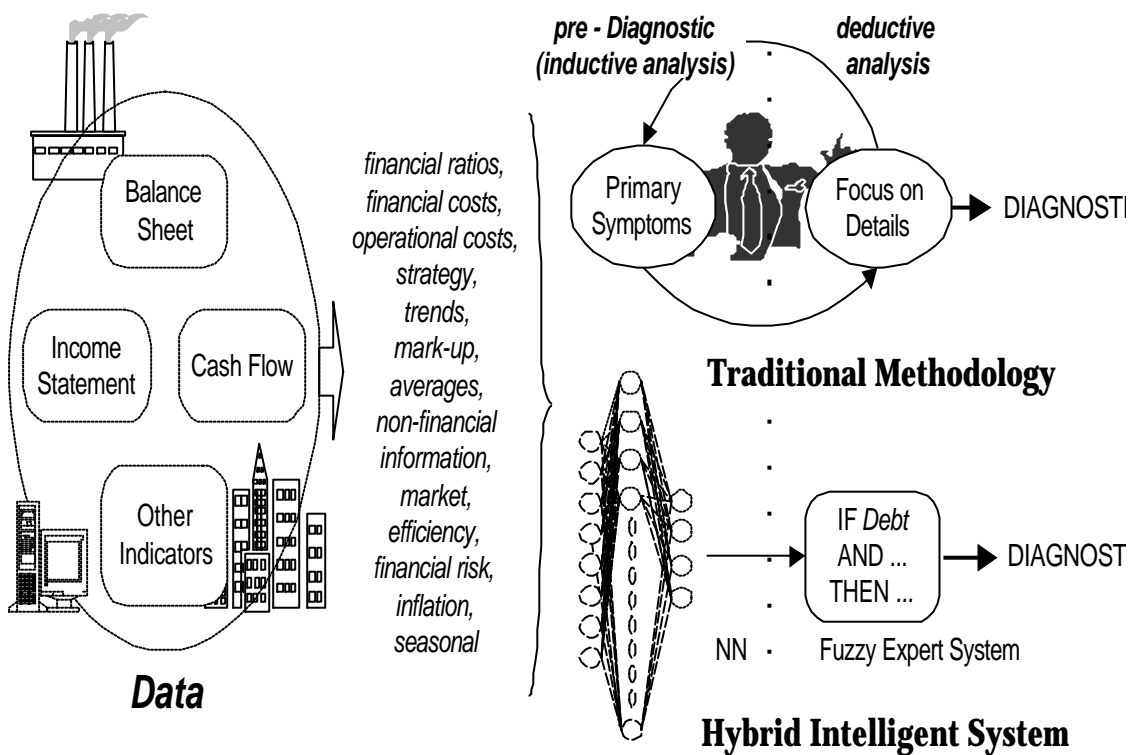 Balance
Sheet
Income
Statement
Cash Flow
Other
Indicators
Data
financial ratios,
financial costs,
operational costs,
strategy,
trends,
mark-up,
averages,
non-financial
information,
market,
efficiency,
financial risk,
inflation,
seasonal
pre - Diagnostic
(inductive analysis)
deductive
analysis
Primary
Symptoms
Focus on
Details
DIAGNOSTI
Traditional Methodology
IF Debt
AND ...
THEN ...
DIAGNOST
NN
Fuzzy Expert System
Hybrid Intelligent System